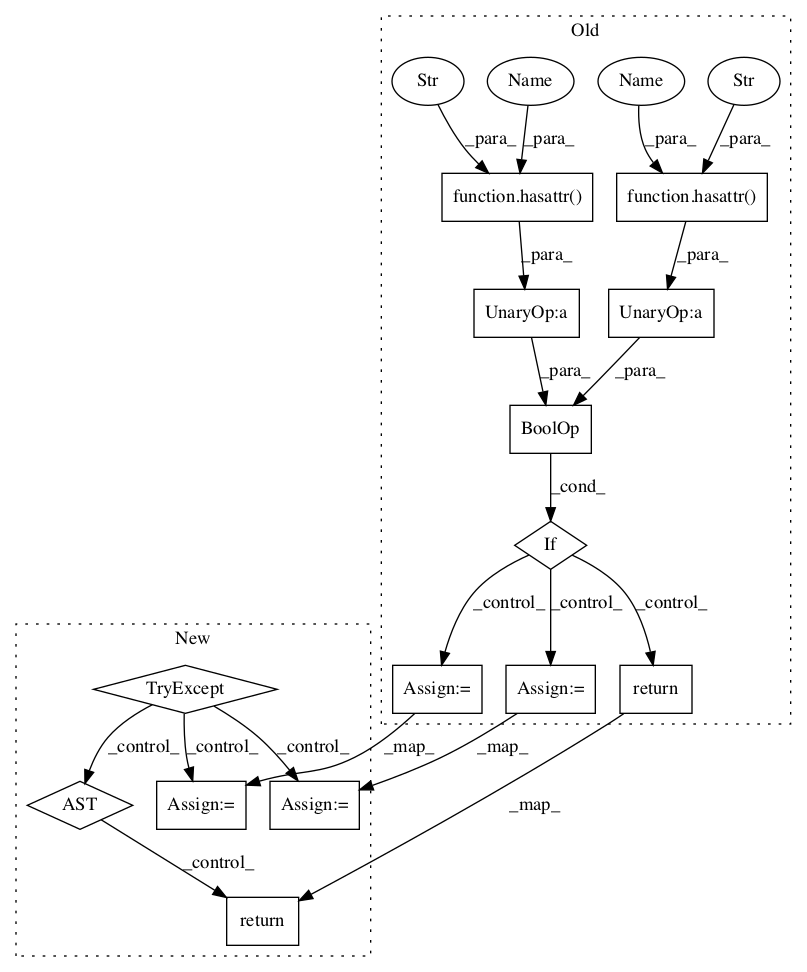 Old
Str Name Name Str
_para_ _para_ _para_ _para_
function.hasattr() function.hasattr()
_para_ _para_
UnaryOp:a UnaryOp:a
_para_ _para_
BoolOp
_cond_
If
_control_ _control_ _control_
New
TryExcept Assign:= Assign:= return
_control_ _control_ _control_ _map_ _map_
AST Assign:= Assign:= _map_
_control_
return